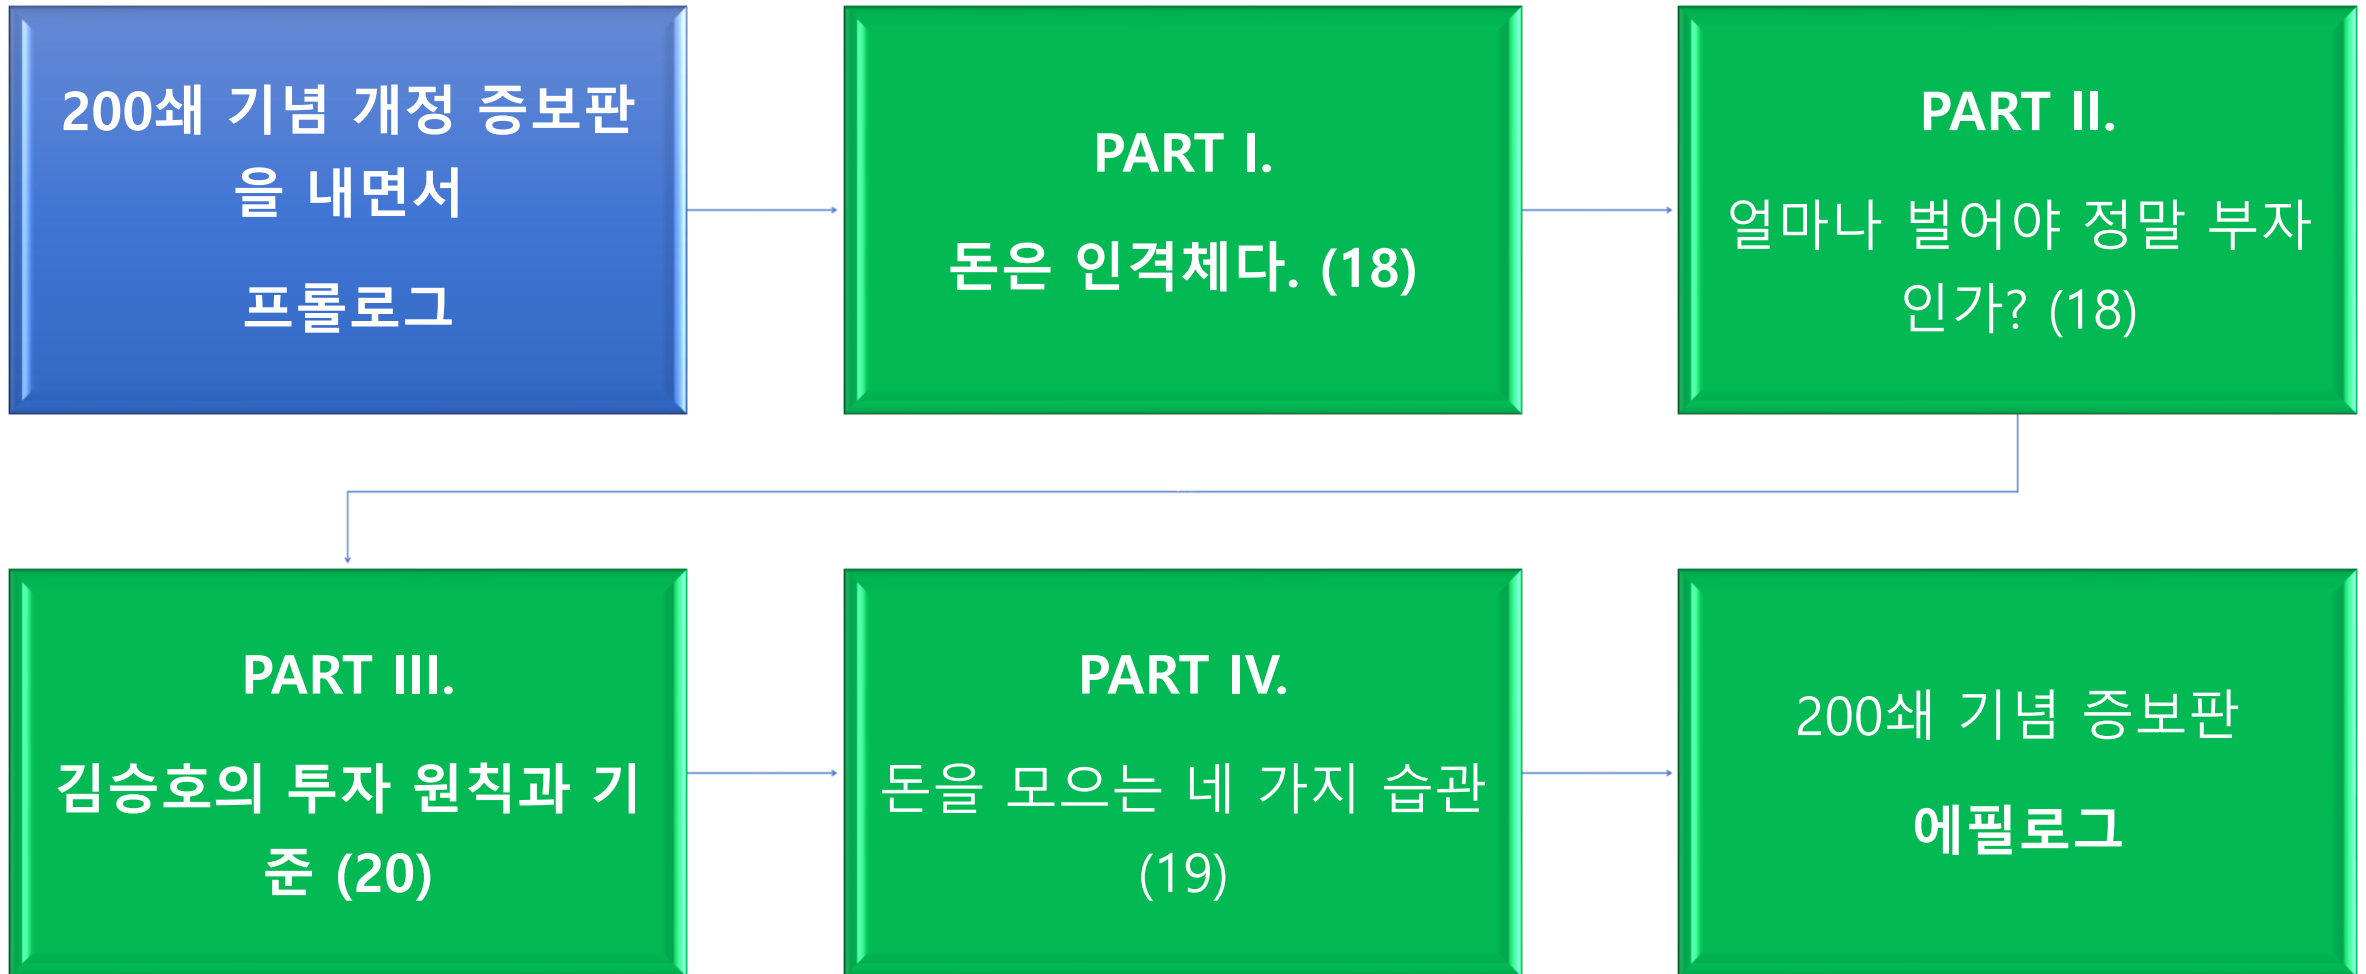 200쇄 기념 개정 증보판
을 내면서
프롤로그
PART I.
돈은 인격체다. (18)
PART II.
얼마나 벌어야 정말 부자
인가? (18)
PART III.
김승호의 투자 원칙과 기
준 (20)
PART IV.
돈을 모으는 네 가지 습관
(19)
200쇄 기념 증보판
에필로그